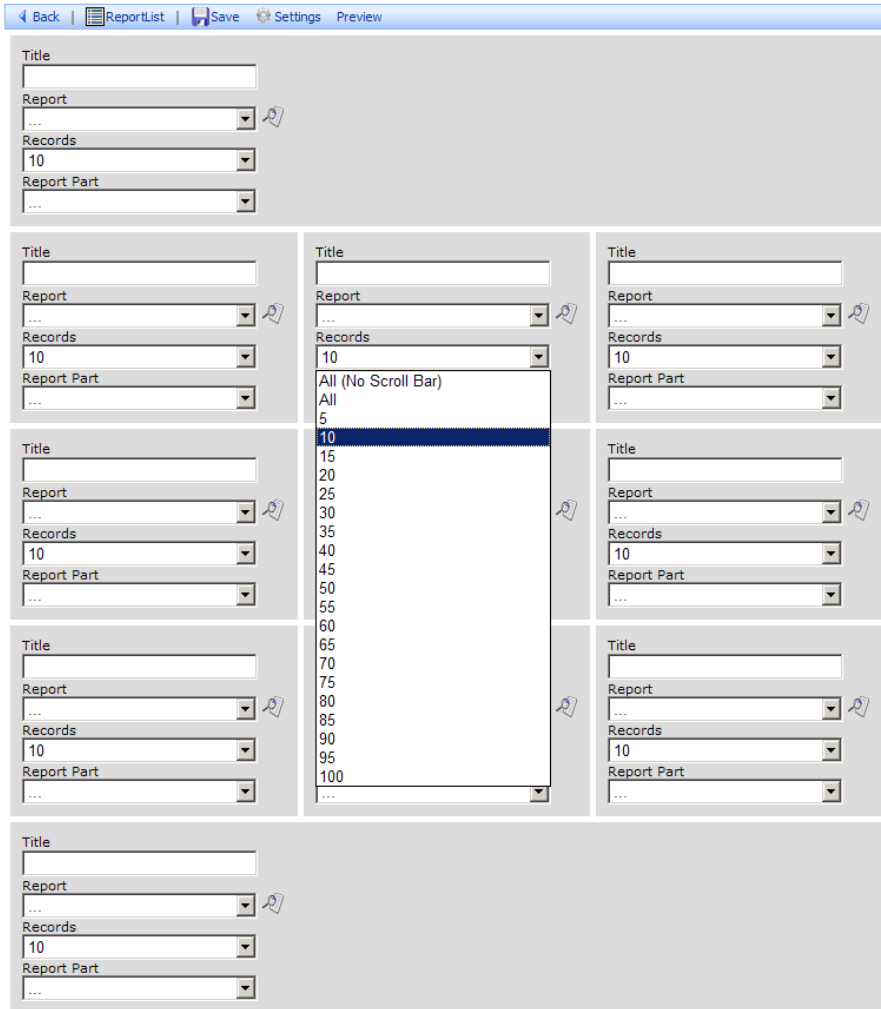 Back | ReportList | Save Settings Preview
Title
Report
...
Records
10
Report Part
...
Title Title Title
Report Report Report
... ... ...
Records Records Records
10 10 10
Report Part All (No Scroll Bar) Report Part
... All ...
5
10
Title 15 Title
20
Report 25 Report
... 30 ...
Records 35 Records
10 40 10
Report Part 45 Report Part
... 50 ...
55
60
Title 65 Title
70
Report 75 Report
... 80 ...
Records 85 Records
10 90 10
Report Part 95 Report Part
100
... ... ...
Title
Report
...
Records
10
Report Part
...